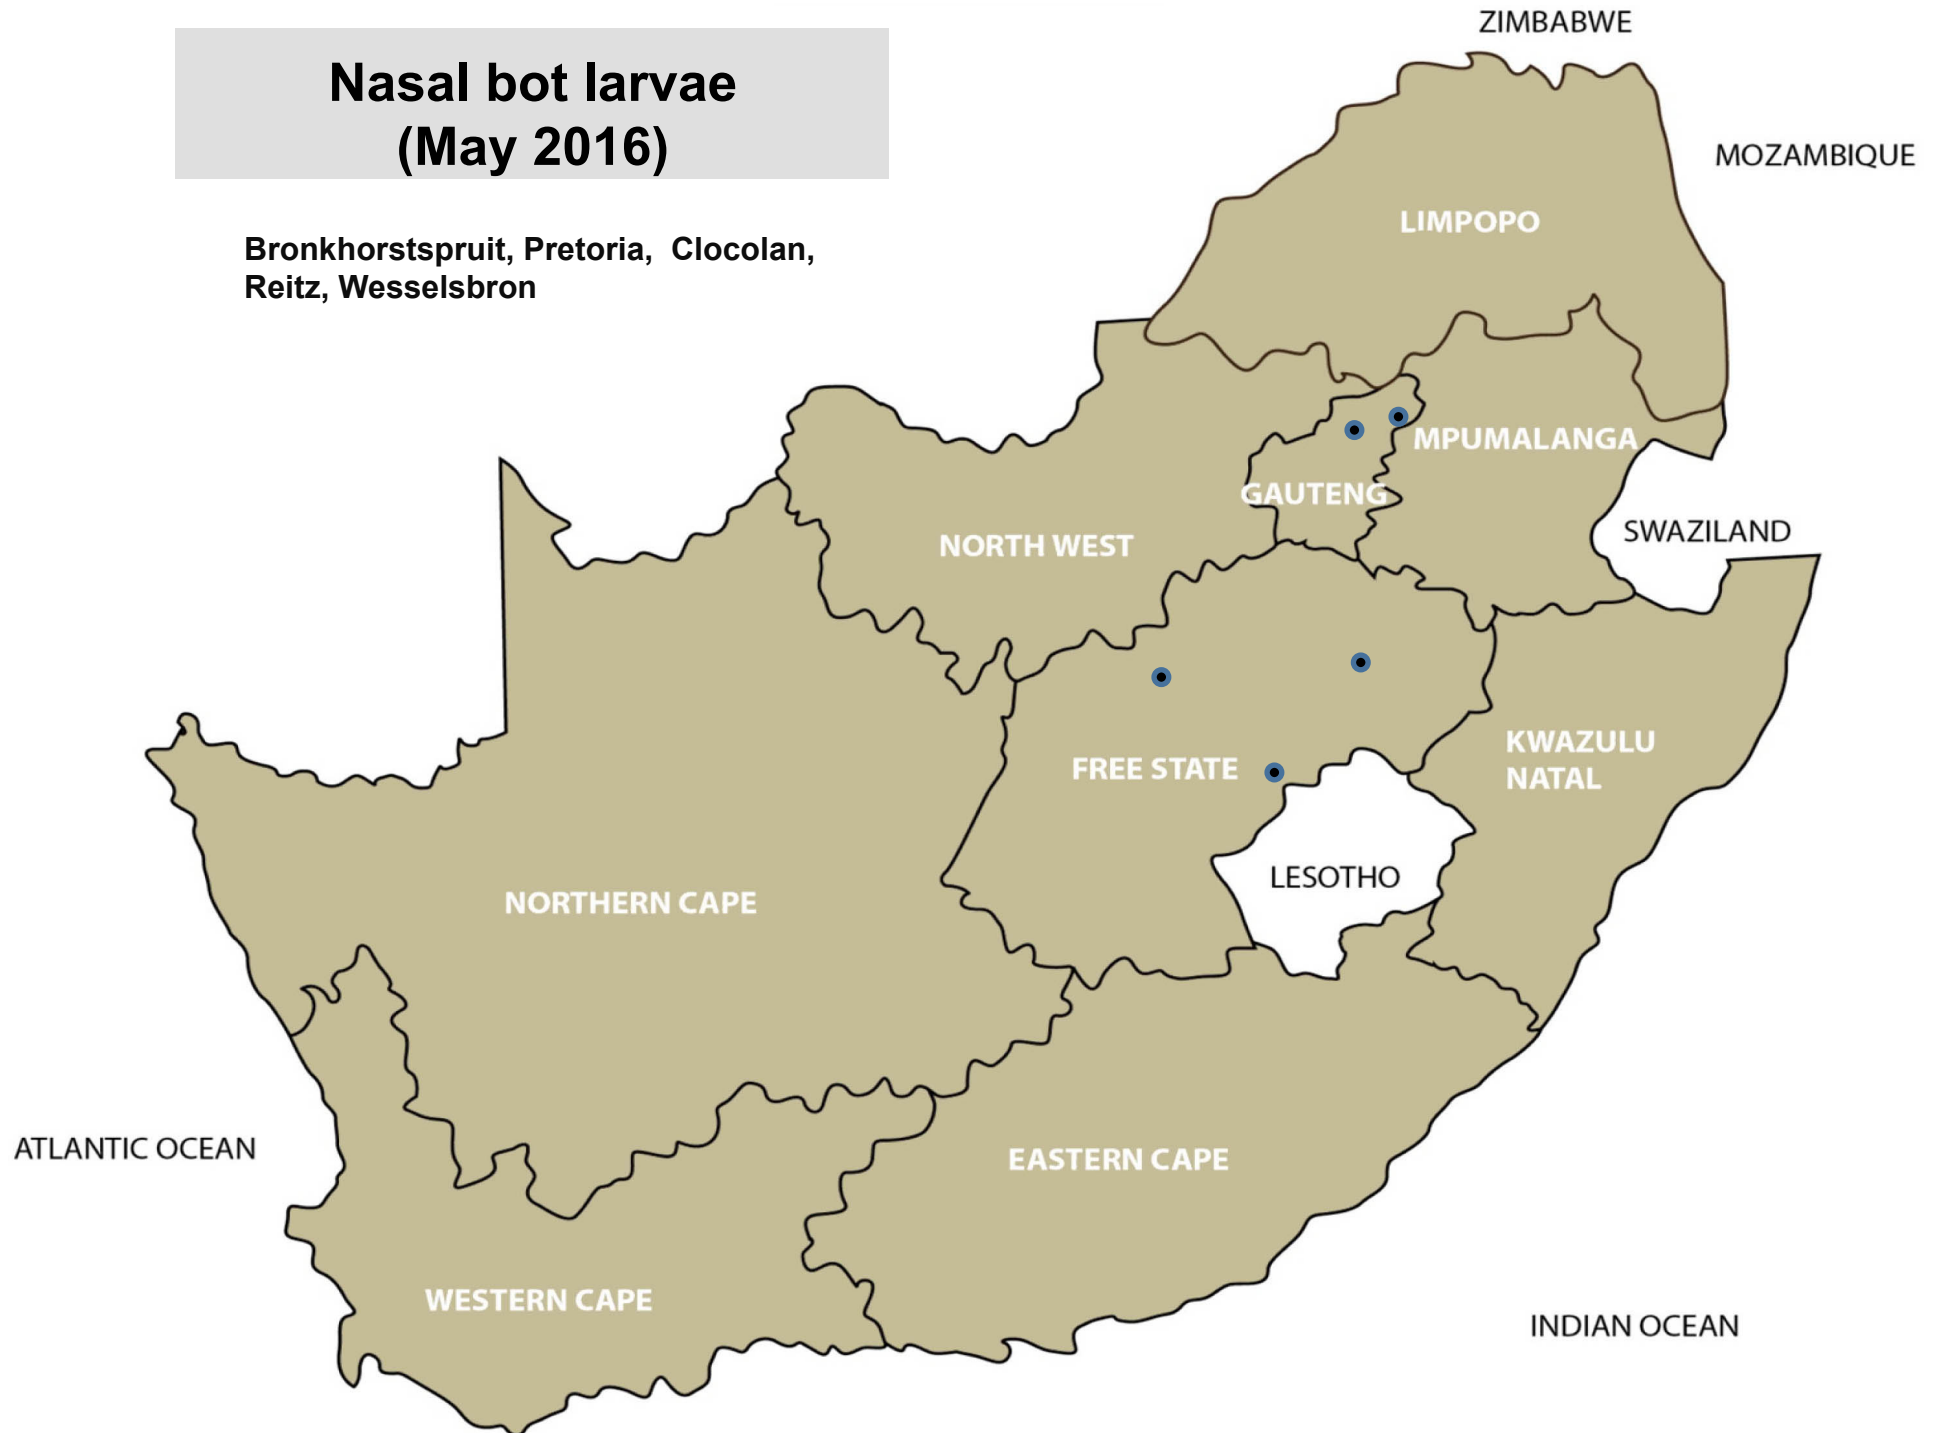 Nasal bot larvae
(May 2016)
Bronkhorstspruit, Pretoria,  Clocolan,
Reitz, Wesselsbron
ZIMBABWE
MOZAMBIQUE
LIMPOPO
MPUMALANGA
GAUTENG
SWAZILAND
NORTH WEST
KWAZULU
NATAL
FREE STATE
LESOTHO
NORTHERN CAPE
ATLANTIC OCEAN
EASTERN CAPE
WESTERN CAPE
INDIAN OCEAN